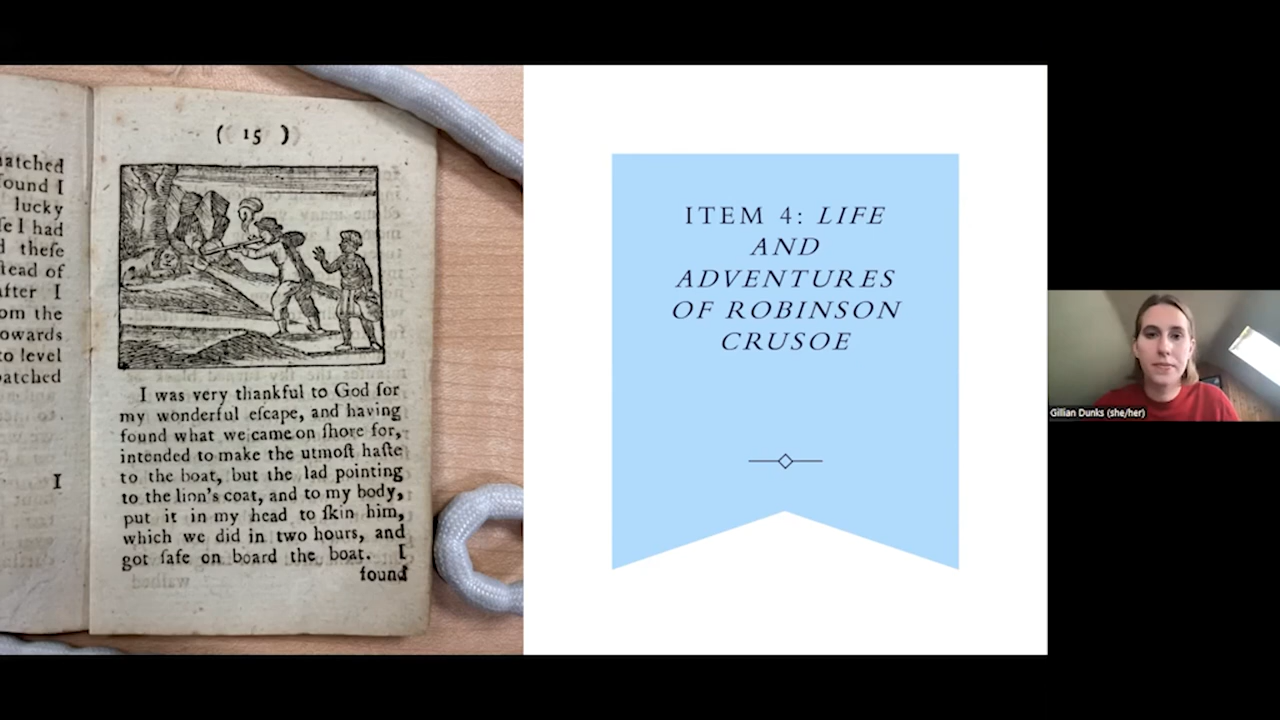 natched
ound I
lucky
ſe I had
d theſe
tead of
after I
om the
owards
to level
patched
I
( 15 )
I was very thankful to God for
my wonderful eſcape, and having
found what we came on ſhore for,
intended to make the utmoſt haſte
to the boat, but the lad pointing
to the lion's coat, and to my body,
put it in my head to ſkin him,
which we did in two hours, and
got ſafe on board the boat. I
found
ITEM 4: LIFE
AND
ADVENTURES
OF ROBINSON
CRUSOE
Gillian Dunks (she/her)